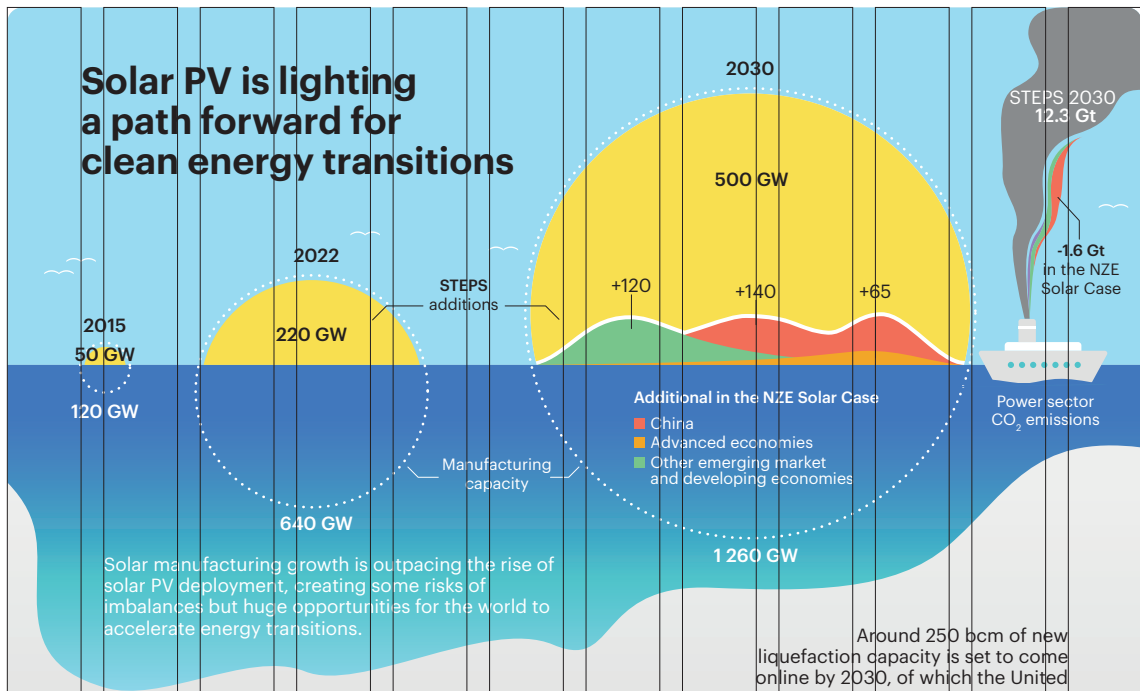 Solar PV is lighting
a path forward for
clean energy transitions
2015
50 GW
120 GW
2022
220 GW
640 GW
STEPS
additions
Manufacturing
capacity
2030
500 GW
+120
+140
+65
Additional in the NZE Solar Case
China
Advanced economies
Other emerging market
and developing economies
1 260 GW
STEPS 2030
12.3 Gt
-1.6 Gt
in the NZE
Solar Case
Power sector
CO₂ emissions
Solar manufacturing growth is outpacing the rise of
solar PV deployment, creating some risks of
imbalances but huge opportunities for the world to
accelerate energy transitions.
Around 250 bcm of new
liquefaction capacity is set to come
online by 2030, of which the United